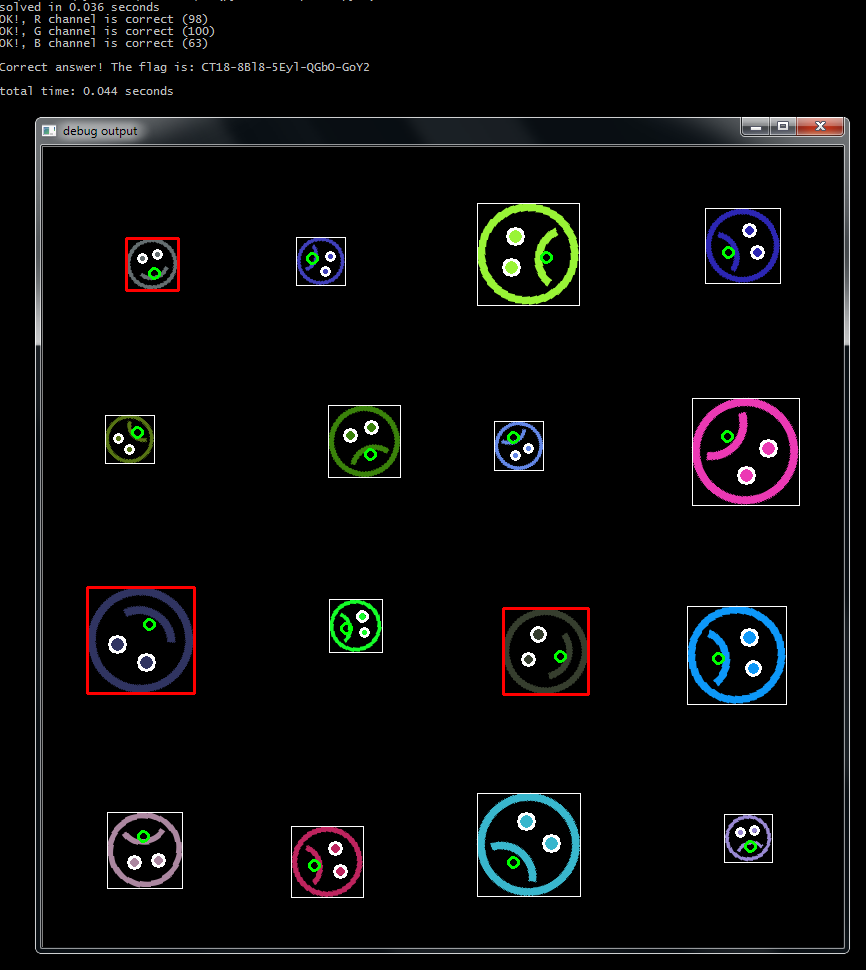 solved in 0.036 seconds
OK!, R channel is correct (98)
OK!, G channel is correct (100)
OK!, B channel is correct (63)
Correct answer! The flag is: CT18-8Bl8-5Eyl-QGbO-GoY2
total time: 0.044 seconds
debug output